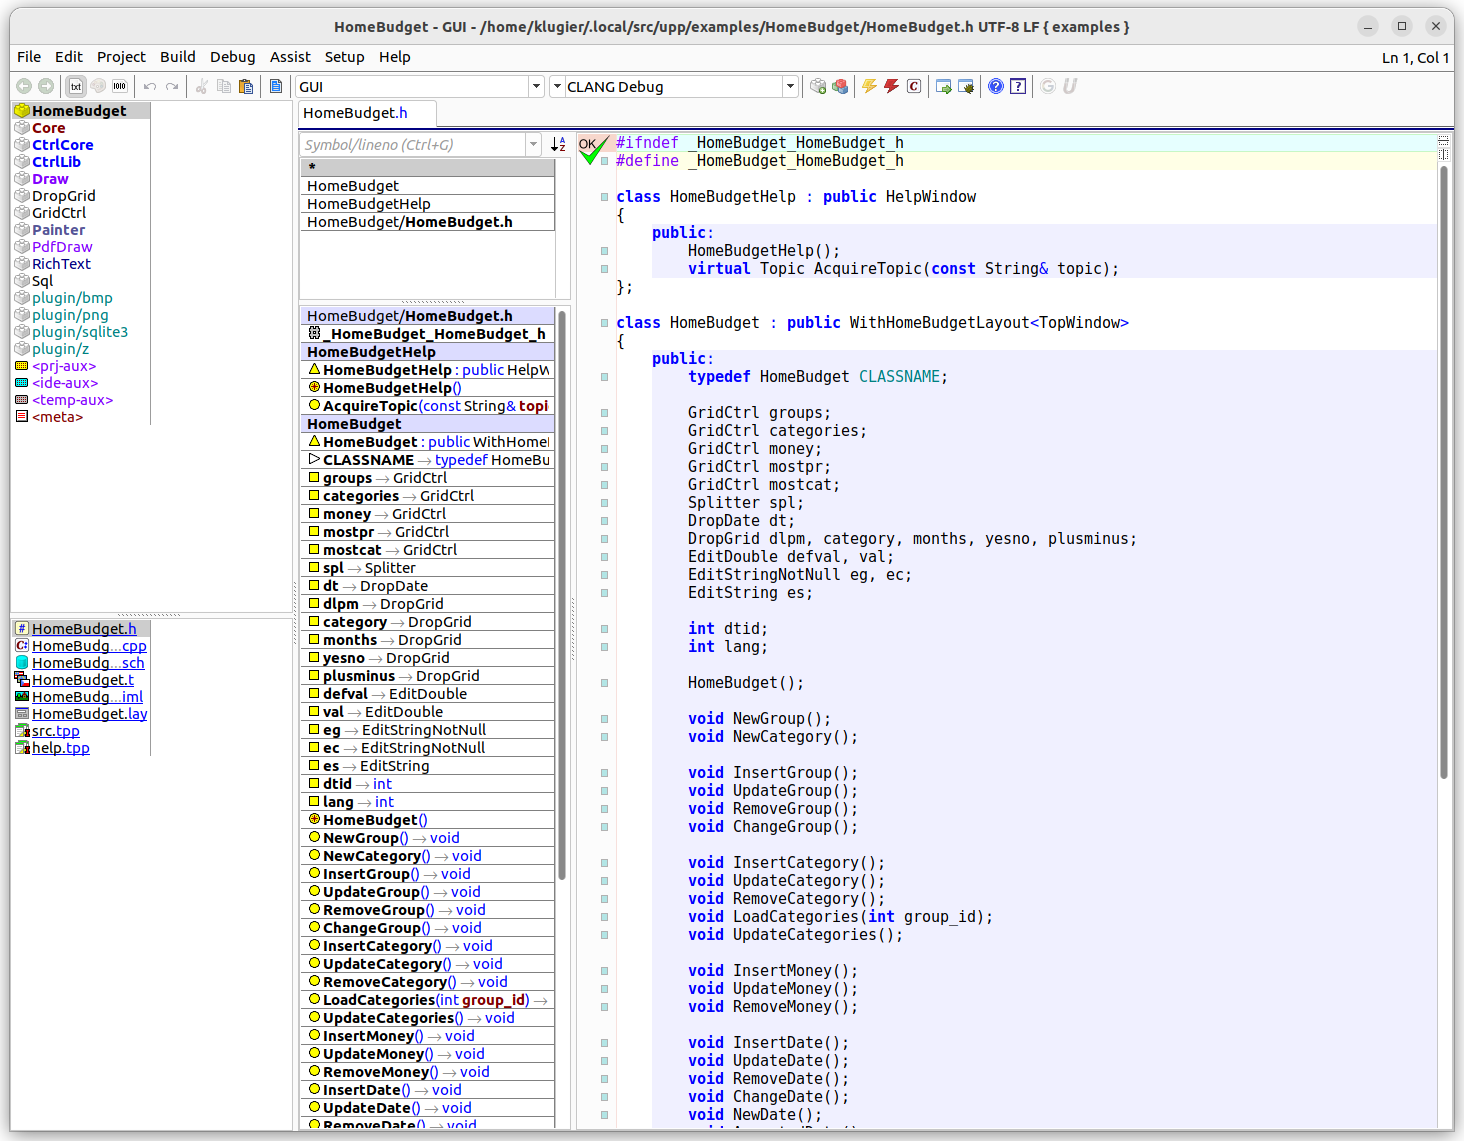 HomeBudget - GUI - /home/klugier/.local/src/upp/examples/HomeBudget/HomeBudget.h UTF-8 LF { examples }
File Edit Project Build Debug Assist Setup Help
Ln 1, Col 1
txt
GUI
CLANG Debug
HomeBudget
Core
CtrlCore
CtrlLib
Draw
DropGrid
GridCtrl
Painter
PdfDraw
RichText
Sql
plugin/bmp
plugin/png
plugin/sqlite3
plugin/z
<prj-aux>
<ide-aux>
<temp-aux>
<meta>
HomeBudget.h
HomeBudg...cpp
HomeBudg...sch
HomeBudget.t
HomeBudg...iml
HomeBudget.lay
src.tpp
help.tpp
HomeBudget.h
Symbol/lineno (Ctrl+G)
*
HomeBudget
HomeBudgetHelp
HomeBudget/HomeBudget.h
HomeBudget/HomeBudget.h
_HomeBudget_HomeBudget_h
HomeBudgetHelp
HomeBudgetHelp : public HelpW
HomeBudgetHelp()
AcquireTopic(const String& topi
HomeBudget
HomeBudget : public WithHomeI
CLASSNAME → typedef HomeBu
groups → GridCtrl
categories → GridCtrl
money → GridCtrl
mostpr → GridCtrl
mostcat → GridCtrl
spl → Splitter
dt → DropDate
dlpm → DropGrid
category → DropGrid
months → DropGrid
yesno → DropGrid
plusminus → DropGrid
defval → EditDouble
val → EditDouble
eg → EditStringNotNull
ec → EditStringNotNull
es → EditString
dtid → int
lang → int
HomeBudget()
NewGroup() → void
NewCategory() → void
InsertGroup() → void
UpdateGroup() → void
RemoveGroup() → void
ChangeGroup() → void
InsertCategory() → void
UpdateCategory() → void
RemoveCategory() → void
LoadCategories(int group_id) →
UpdateCategories() → void
InsertMoney() → void
UpdateMoney() → void
RemoveMoney() → void
InsertDate() → void
UpdateDate() → void
RemoveDate() → void
OK
#ifndef _HomeBudget_HomeBudget_h
#define _HomeBudget_HomeBudget_h
class HomeBudgetHelp : public HelpWindow
{
public:
HomeBudgetHelp();
virtual Topic AcquireTopic(const String& topic);
};
class HomeBudget : public WithHomeBudgetLayout<TopWindow>
{
public:
typedef HomeBudget CLASSNAME;
GridCtrl groups;
GridCtrl categories;
GridCtrl money;
GridCtrl mostpr;
GridCtrl mostcat;
Splitter spl;
DropDate dt;
DropGrid dlpm, category, months, yesno, plusminus;
EditDouble defval, val;
EditStringNotNull eg, ec;
EditString es;
int dtid;
int lang;
HomeBudget();
void NewGroup();
void NewCategory();
void InsertGroup();
void UpdateGroup();
void RemoveGroup();
void ChangeGroup();
void InsertCategory();
void UpdateCategory();
void RemoveCategory();
void LoadCategories(int group_id);
void UpdateCategories();
void InsertMoney();
void UpdateMoney();
void RemoveMoney();
void InsertDate();
void UpdateDate();
void RemoveDate();
void ChangeDate();
void NewDate();